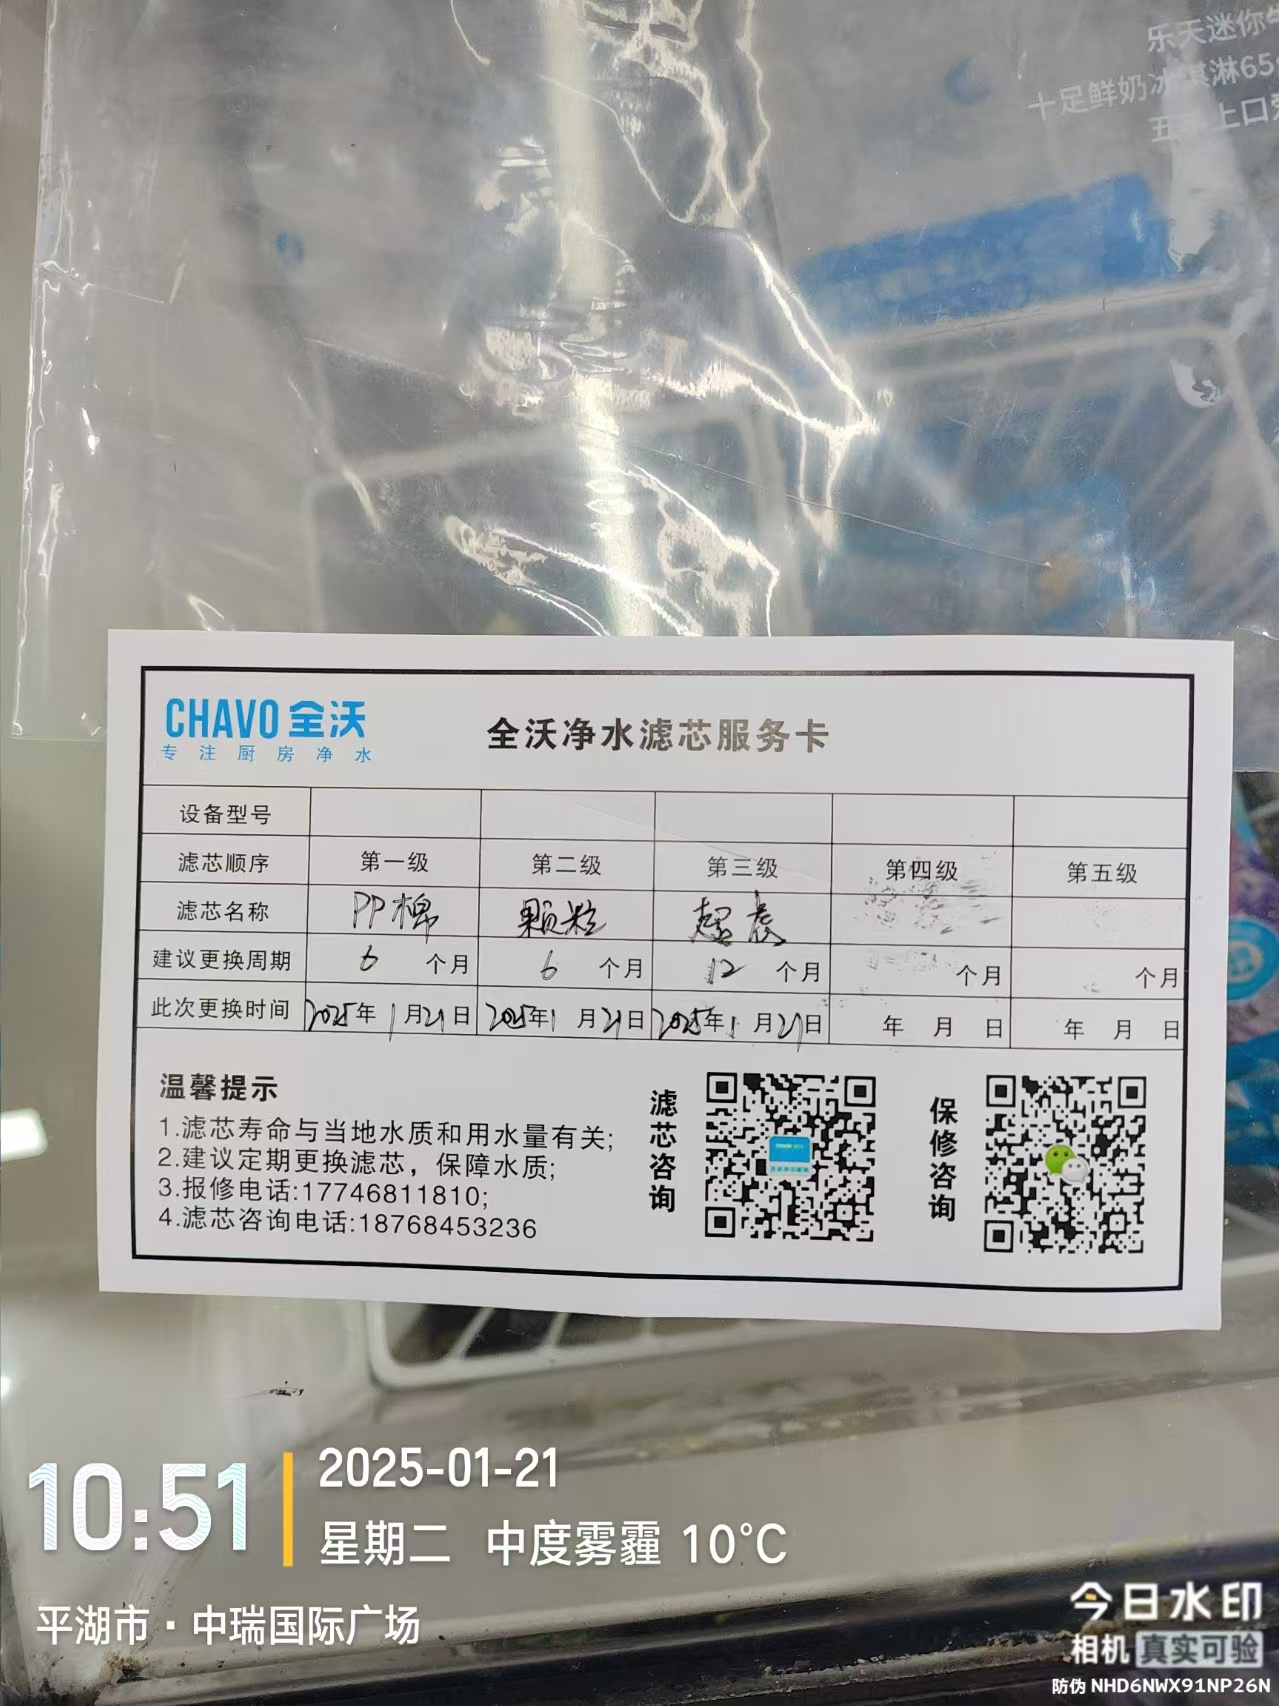 乐天迷你
十足鲜奶冰淇淋65
上口
CHAVO 全沃
专注厨房净水
全沃净水滤芯服务卡
设备型号
滤芯顺序 第一级 第二级 第三级 第四级 第五级
滤芯名称 PP棉 颗粒 超滤
建议更换周期 6 个月 6 个月 12 个月 个月 个月
此次更换时间 2025年1月21日 2025年1月21日 2025年1月21日 年 月 日 年 月 日
温馨提示
1.滤芯寿命与当地水质和用水量有关;
2.建议定期更换滤芯，保障水质;
3.报修电话:17746811810;
4.滤芯咨询电话:18768453236
滤芯咨询
保修咨询
10:51
2025-01-21
星期二 中度雾霾 10°C
平湖市·中瑞国际广场
今日水印
相机 真实可验
防伪 NHD6NWX91NP26N